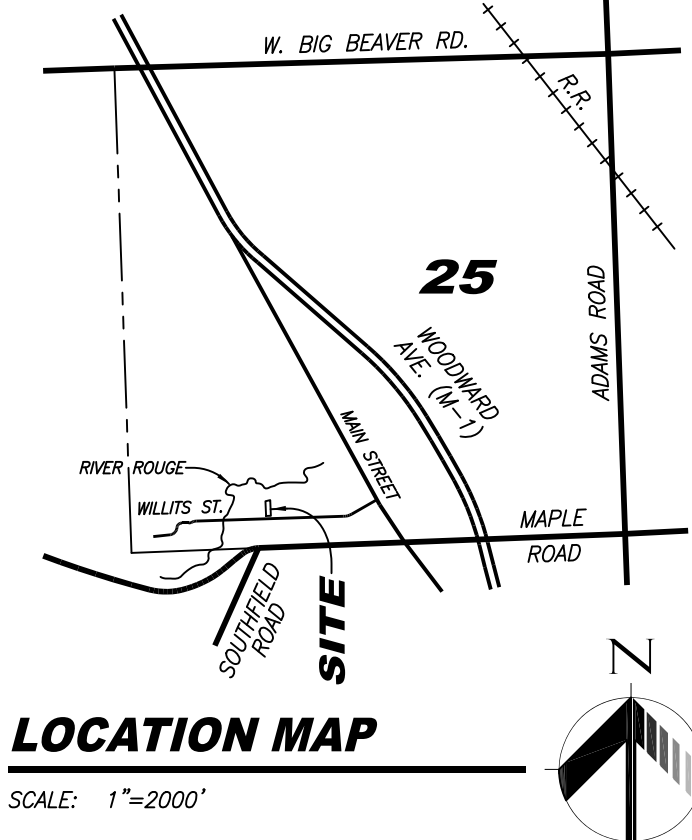 W. BIG BEAVER RD.
R.R.
25
ADAMS ROAD
WOODWARD
AVE. (M-1)
MAIN STREET
RIVER ROUGE
WILLITS ST.
MAPLE
ROAD
SOUTHFIELD
ROAD
SITE
N
LOCATION MAP
SCALE: 1"=2000'